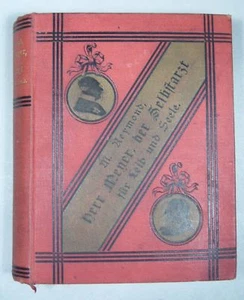 M. Reymond,
Herr Meyer, der Selbstarzt
für Leib und Seele.